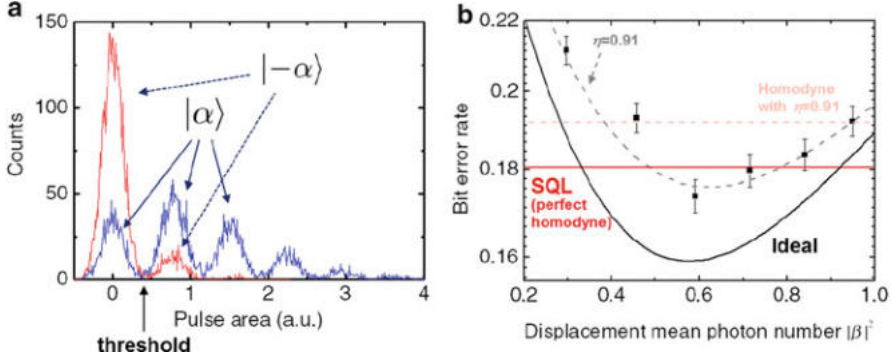 a
150
100
50
0
Counts
|−α⟩
|α⟩
0 1 2 3 4
Pulse area (a.u.)
threshold
b
0.22
0.22
0.18
0.16
Bit error rate
η=0.91
Homodyne
with η=0.91
SQL
(perfect
homodyne)
Ideal
0.2 0.4 0.6 0.8 1.0
Displacement mean photon number |β|²